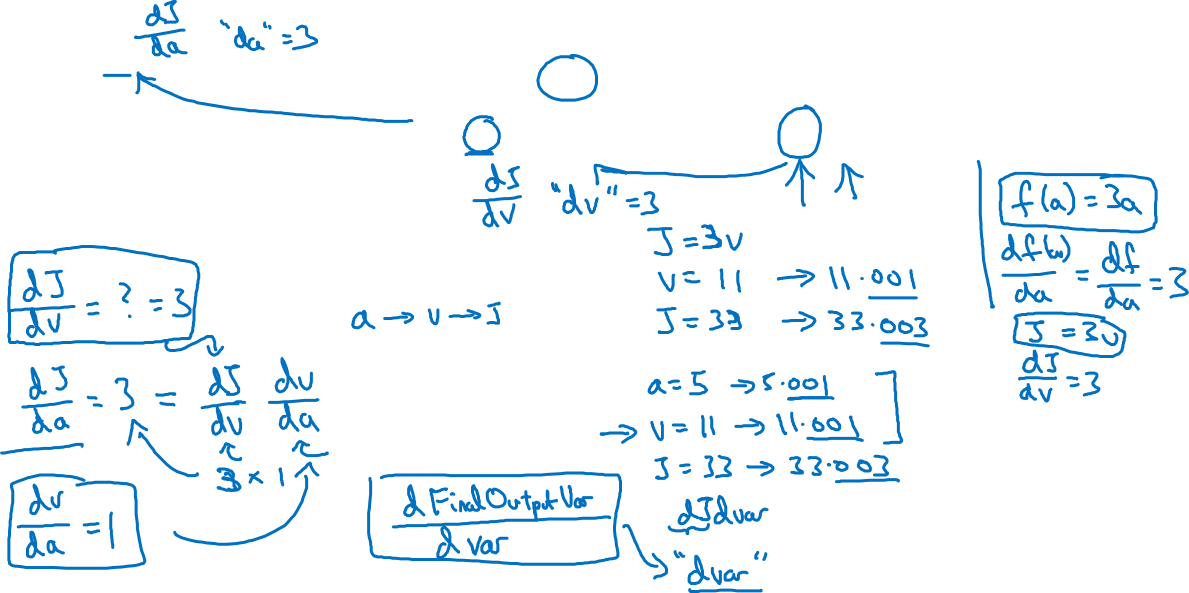 dJ/da "da" = 3
dJ/dv "dv" = 3
J = 3v
v = 11 → 11.001
J = 33 → 33.003
a = 5 → 5.001
→ v = 11 → 11.001
J = 33 → 33.003
dJ/dv = ? = 3
a → v → J
dJ/da = 3 = dJ/dv dv/da
3 × 1
dv/da = 1
d FinalOutputVar / d var
dJdvar
"dvar"
f(a) = 3a
df(a)/da = df/da = 3
J = 3v
dJ/dv = 3